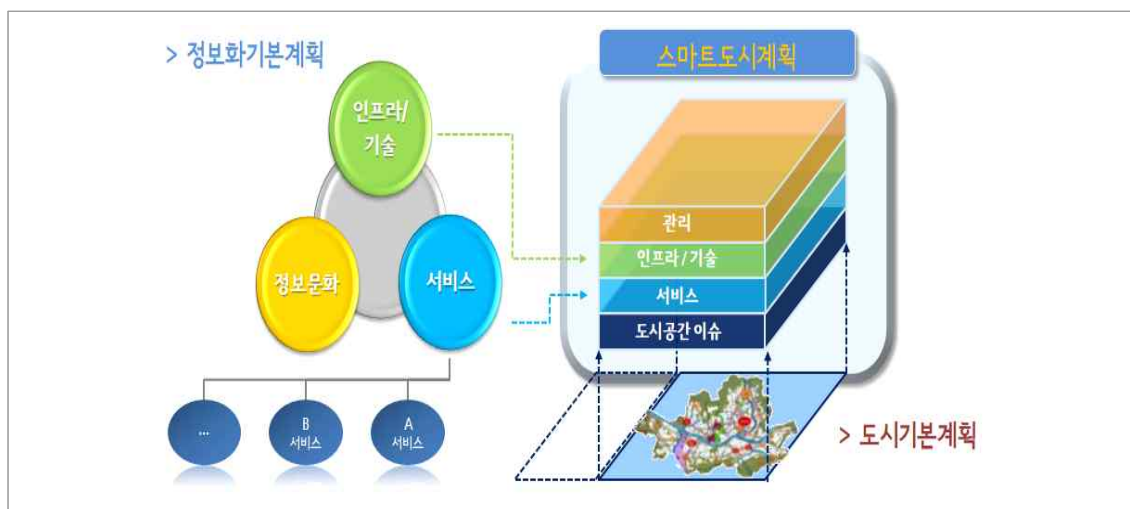 > 정보화기본계획
스마트도시계획
인프라/
기술
정보문화
서비스
관리
인프라/기술
서비스
도시공간 이슈
...
B
서비스
A
서비스
> 도시기본계획